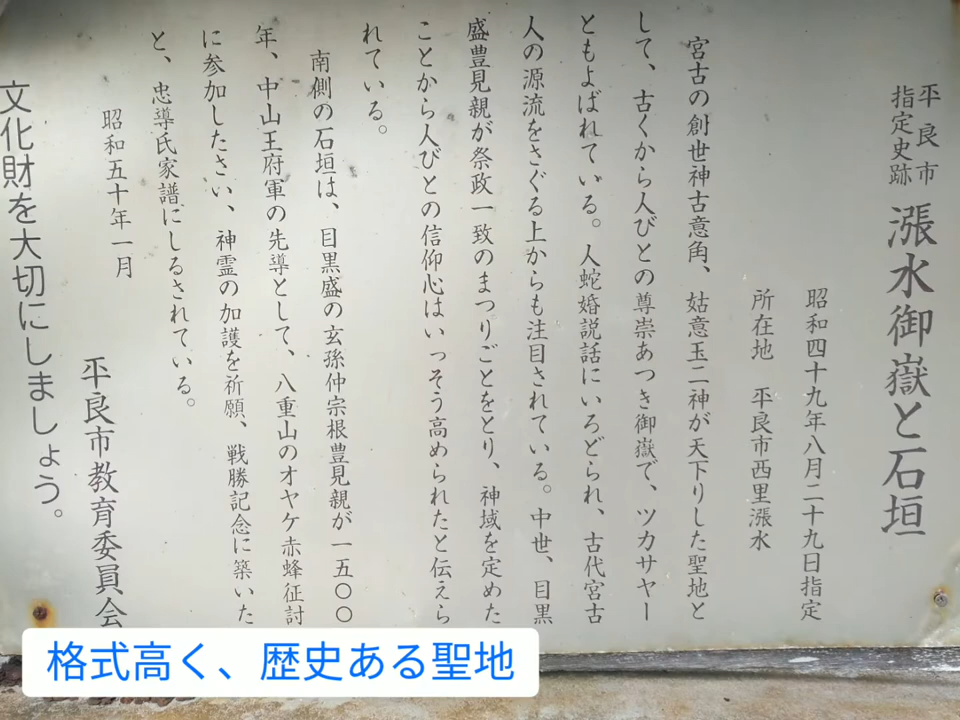 平良市
指定史跡
漲水御嶽と石垣
昭和四十九年八月二十九日指定
所在地　平良市西里漲水
宮古の創世神古意角、姑意玉二神が天下りした聖地と
して、古くから人びとの尊崇あつき御嶽で、ツカサヤー
ともよばれている。人蛇婚説話にいろどられ、古代宮古
人の源流をさぐる上からも注目されている。中世、目黒
盛豊見親が祭政一致のまつりごとをとり、神域を定めた
ことから人びとの信仰心はいっそう高められたと伝えら
れている。
南側の石垣は、目黒盛の玄孫仲宗根豊見親が一五〇〇
年、中山王府軍の先導として、八重山のオヤケ赤蜂征討
に参加したさい、神霊の加護を祈願、戦勝記念に築いた
と、忠導氏家譜にしるされている。
昭和五十年一月
平良市教育委員会
文化財を大切にしましょう。
格式高く、歴史ある聖地